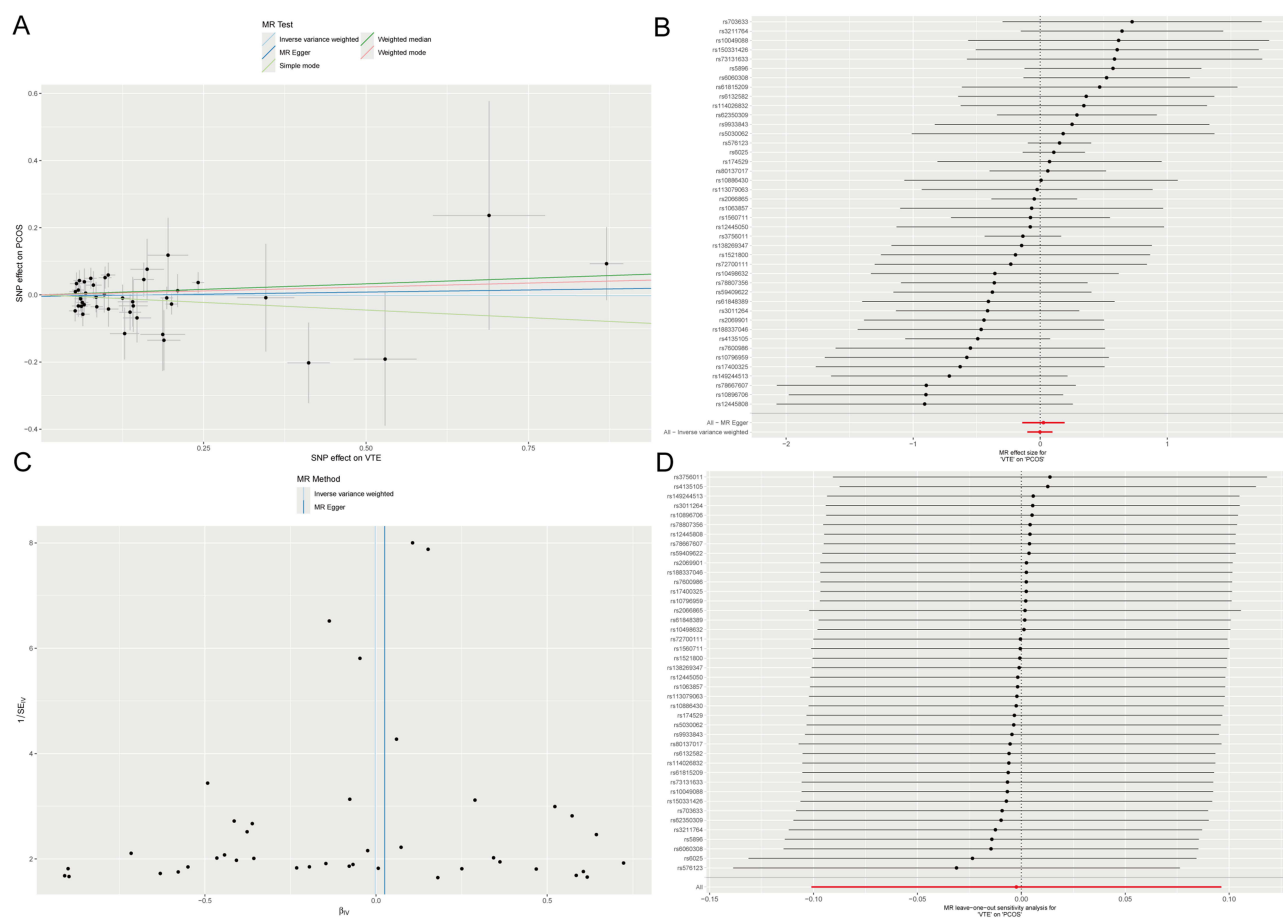 A
MR Test
Inverse variance weighted
Weighted median
MR Egger
Weighted mode
Simple mode
0.6
0.4
0.2
0.0
−0.2
−0.4
SNP effect on PCOS
0.25
0.50
0.75
SNP effect on VTE
B
rs703633
rs3211764
rs10049088
rs150331426
rs73131633
rs5896
rs6060308
rs61815209
rs6132582
rs114026832
rs62350309
rs9933843
rs5030062
rs576123
rs6025
rs174529
rs80137017
rs10886430
rs113079063
rs2066865
rs1063857
rs1560711
rs12445050
rs3756011
rs138269347
rs1521800
rs72700111
rs10498632
rs78807356
rs59409622
rs61848389
rs3011264
rs2069901
rs188337046
rs4135105
rs7600986
rs10796959
rs17400325
rs149244513
rs78667607
rs10896706
rs12445808
All − MR Egger
All − Inverse variance weighted
−2
−1
0
1
MR effect size for
'VTE' on 'PCOS'
C
MR Method
Inverse variance weighted
MR Egger
8
6
4
2
1/SEIV
−0.5
0.0
0.5
βIV
D
rs3756011
rs4135105
rs149244513
rs3011264
rs10896706
rs78807356
rs12445808
rs78667607
rs59409622
rs2069901
rs188337046
rs7600986
rs17400325
rs10796959
rs2066865
rs61848389
rs10498632
rs72700111
rs1560711
rs1521800
rs138269347
rs12445050
rs1063857
rs113079063
rs10886430
rs174529
rs5030062
rs9933843
rs80137017
rs6132582
rs114026832
rs61815209
rs73131633
rs10049088
rs150331426
rs703633
rs62350309
rs3211764
rs5896
rs6060308
rs6025
rs576123
All
−0.15
−0.10
−0.05
0.00
0.05
0.10
MR leave−one−out sensitivity analysis for
'VTE' on 'PCOS'